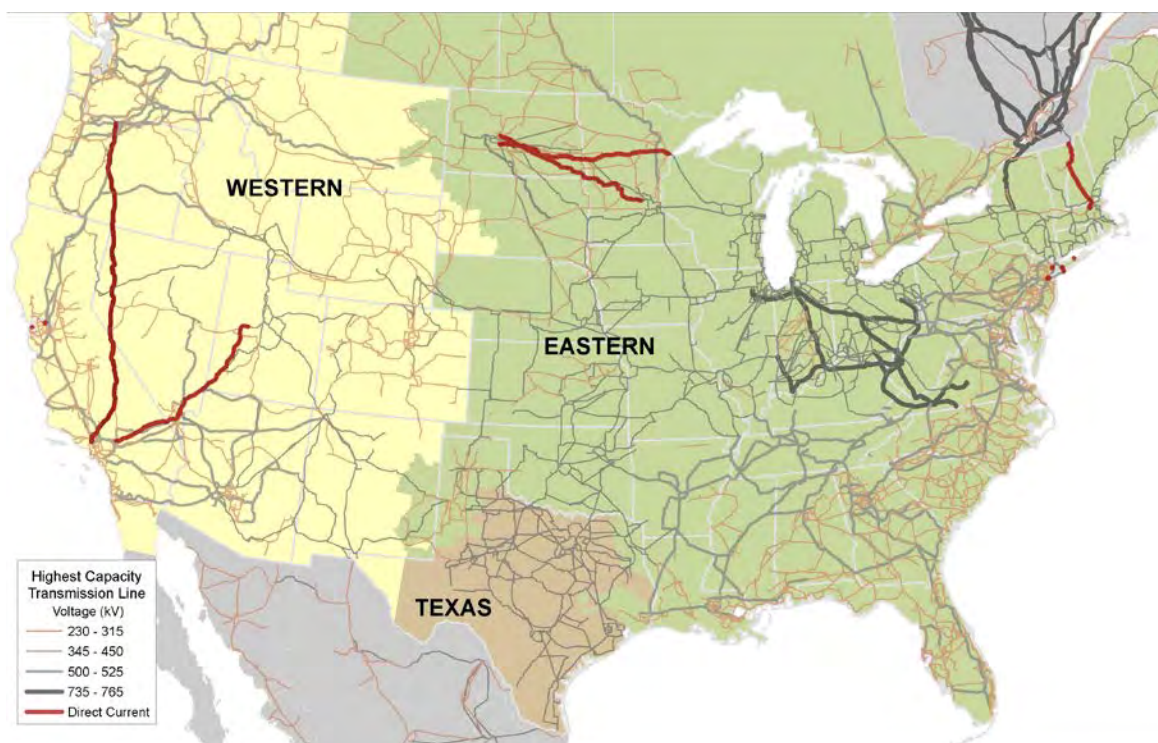 WESTERN
EASTERN
TEXAS
Highest Capacity
Transmission Line
Voltage (kV)
230 - 315
345 - 450
500 - 525
735 - 765
Direct Current